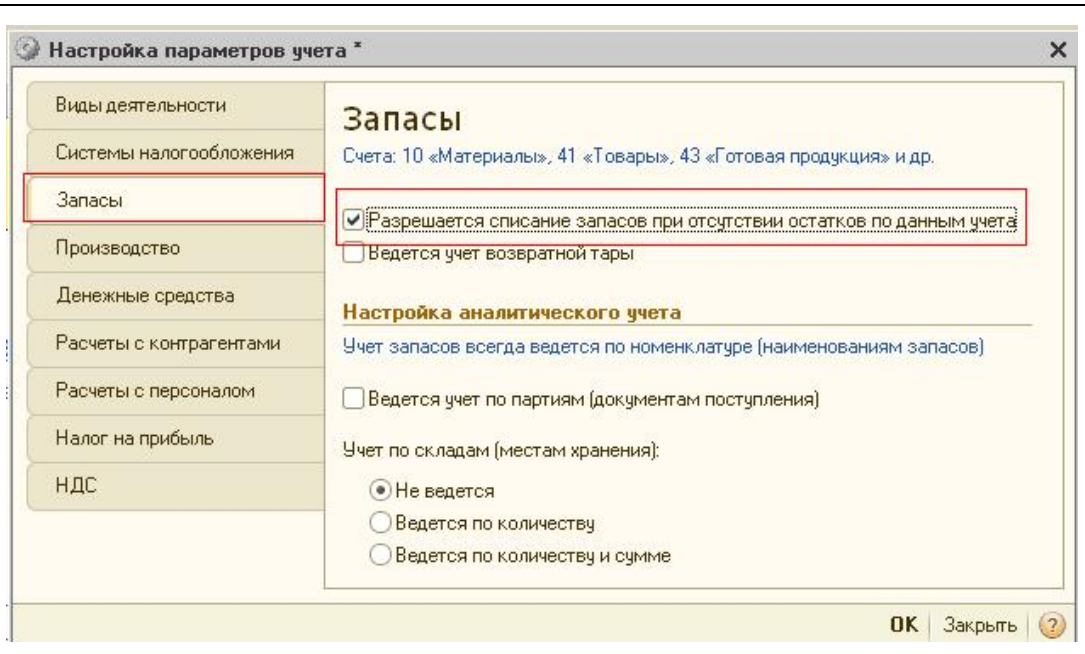 Настройка параметров учета *
Виды деятельности
Системы налогообложения
Запасы
Производство
Денежные средства
Расчеты с контрагентами
Расчеты с персоналом
Налог на прибыль
НДС
Запасы
Счета: 10 «Материалы», 41 «Товары», 43 «Готовая продукция» и др.
Разрешается списание запасов при отсутствии остатков по данным учета
Ведется учет возвратной тары
Настройка аналитического учета
Учет запасов всегда ведется по номенклатуре (наименованиям запасов)
Ведется учет по партиям (документам поступления)
Учет по складам (местам хранения):
Не ведется
Ведется по количеству
Ведется по количеству и сумме
OK Закрыть ?